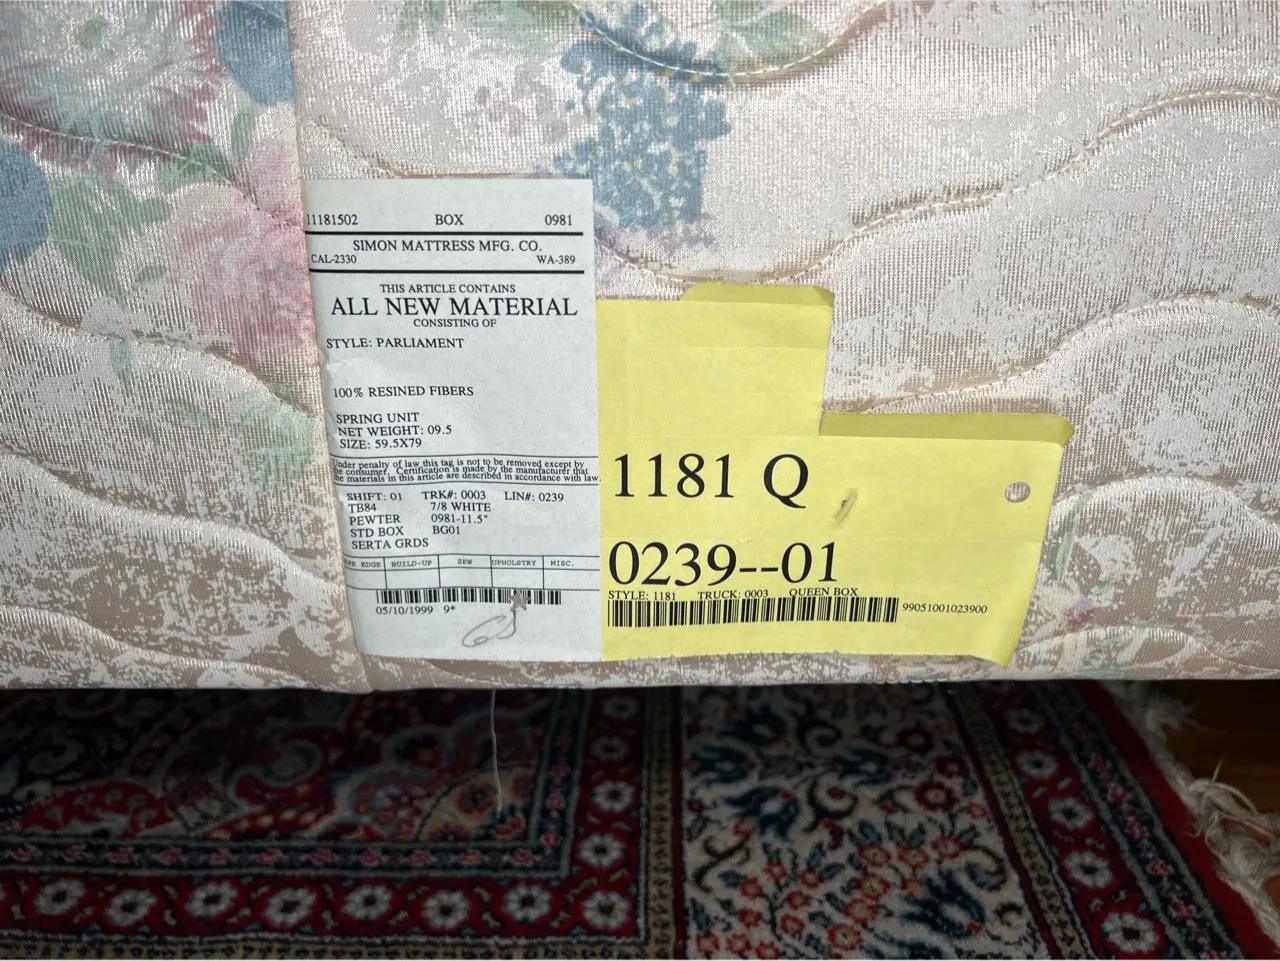 11181502 BOX 0981
SIMON MATTRESS MFG. CO.
CAL-2330 WA-389
THIS ARTICLE CONTAINS
ALL NEW MATERIAL
CONSISTING OF
STYLE: PARLIAMENT
100% RESINED FIBERS
SPRING UNIT
NET WEIGHT: 09.5
SIZE: 59.5X79
Under penalty of law this tag is not to be removed except by
the consumer. Certification is made by the manufacturer that
the materials in this article are described in accordance with law.
SHIFT: 01 TRK#: 0003 LIN#: 0239
TB84 7/8 WHITE
PEWTER 0981-11.5"
STD BOX BG01
SERTA GRDS
EDGE BUILD-UP SEW UPHOLSTRY MISC.
05/10/1999 9*
1181 Q
0239--01
STYLE: 1181 TRUCK: 0003 QUEEN BOX
99051001023900